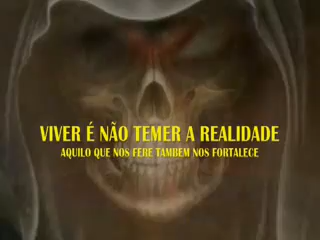 VIVER É NÃO TEMER A REALIDADE
AQUILO QUE NOS FERE TAMBEM NOS FORTALECE